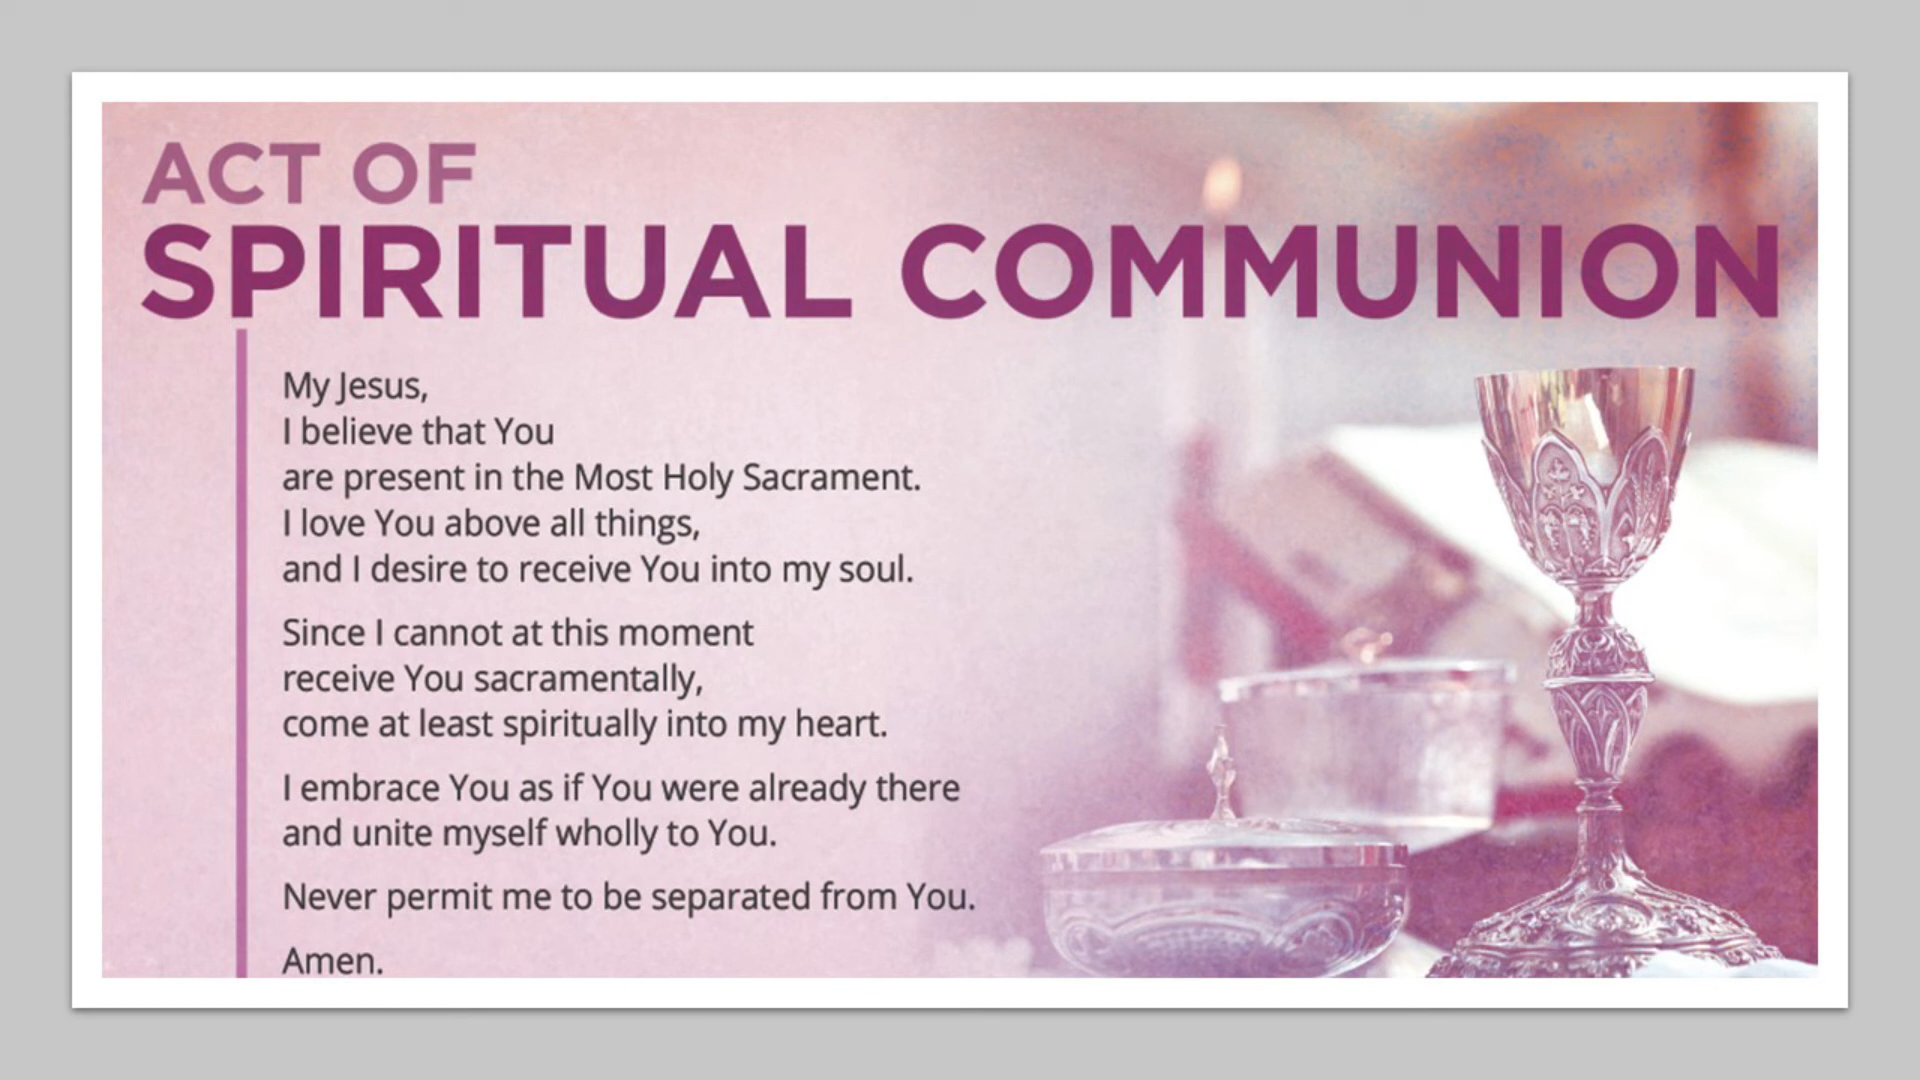 ACT OF
SPIRITUAL COMMUNION
My Jesus,
I believe that You
are present in the Most Holy Sacrament.
I love You above all things,
and I desire to receive You into my soul.
Since I cannot at this moment
receive You sacramentally,
come at least spiritually into my heart.
I embrace You as if You were already there
and unite myself wholly to You.
Never permit me to be separated from You.
Amen.